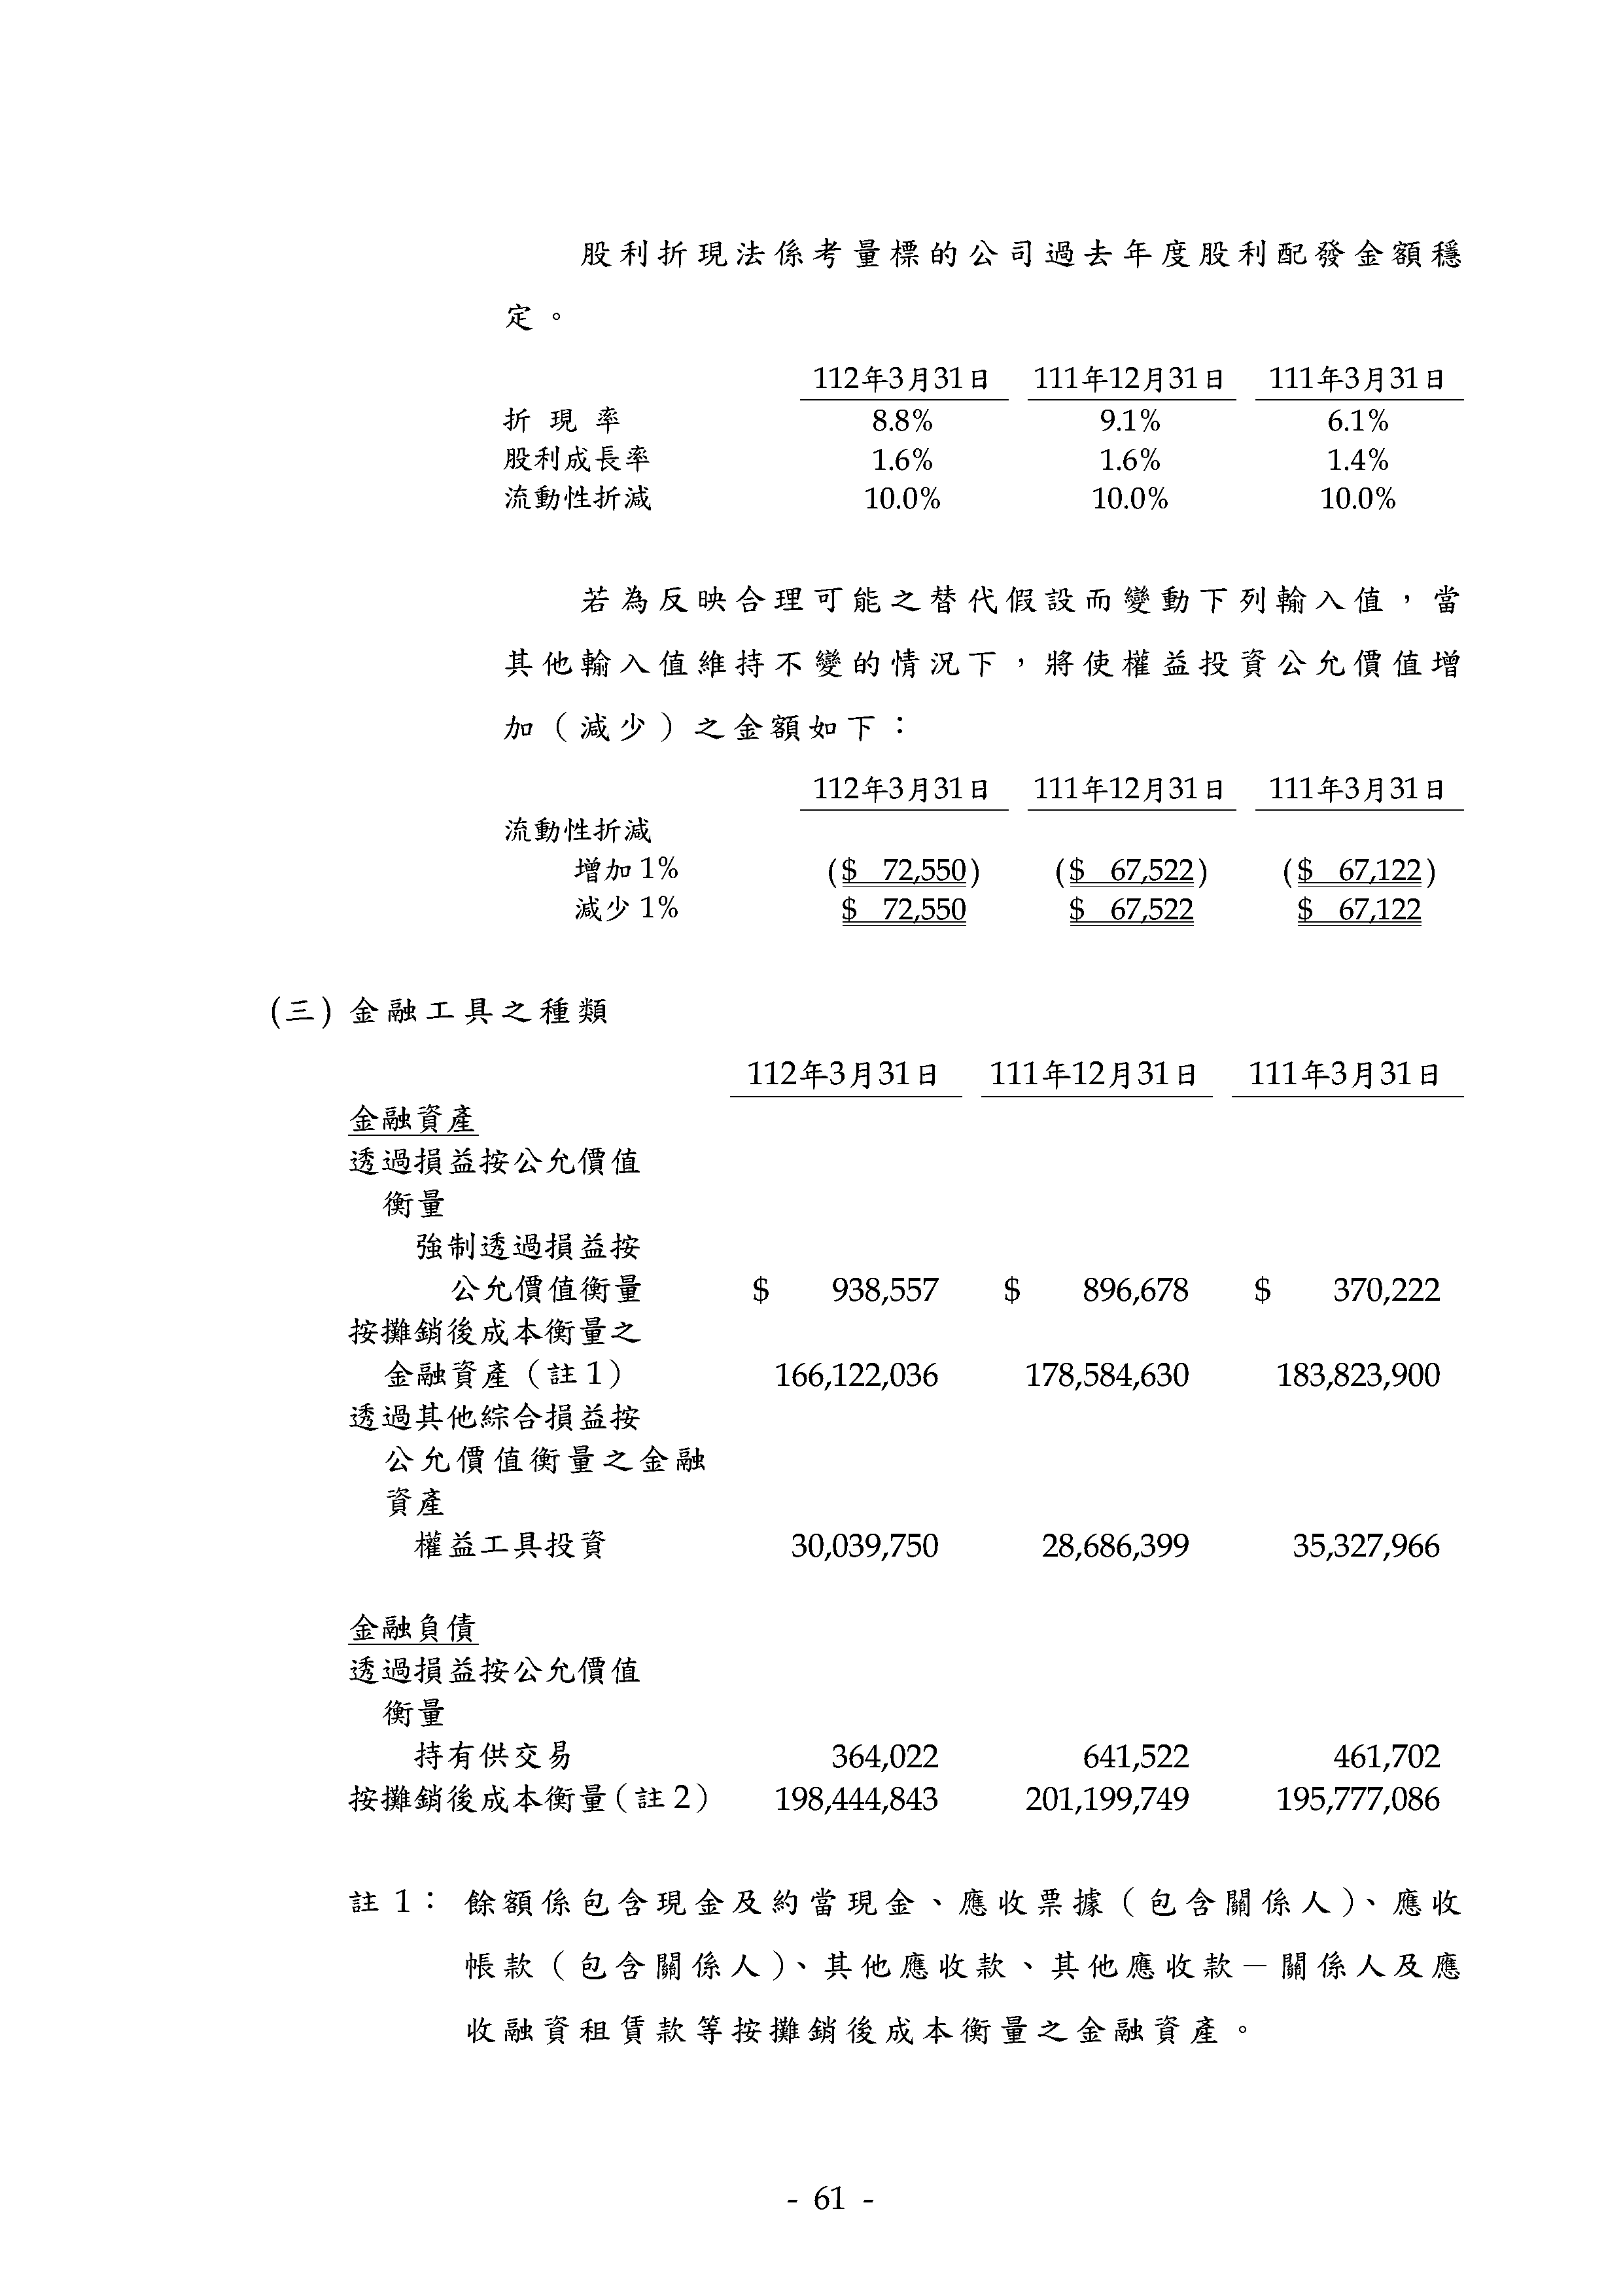 股利折現法係考量標的公司過去年度股利配發金額穩
定。
112年3月31日 111年12月31日 111年3月31日
折現率 8.8% 9.1% 6.1%
股利成長率 1.6% 1.6% 1.4%
流動性折減 10.0% 10.0% 10.0%
若為反映合理可能之替代假設而變動下列輸入值，當
其他輸入值維持不變的情況下，將使權益投資公允價值增
加（減少）之金額如下：
112年3月31日 111年12月31日 111年3月31日
流動性折減
增加1% ($ 72,550) ($ 67,522) ($ 67,122)
減少1% $ 72,550 $ 67,522 $ 67,122
(三) 金融工具之種類
112年3月31日 111年12月31日 111年3月31日
金融資產
透過損益按公允價值
衡量
強制透過損益按
公允價值衡量 $ 938,557 $ 896,678 $ 370,222
按攤銷後成本衡量之
金融資產（註1） 166,122,036 178,584,630 183,823,900
透過其他綜合損益按
公允價值衡量之金融
資產
權益工具投資 30,039,750 28,686,399 35,327,966
金融負債
透過損益按公允價值
衡量
持有供交易 364,022 641,522 461,702
按攤銷後成本衡量（註2） 198,444,843 201,199,749 195,777,086
註1：餘額係包含現金及約當現金、應收票據（包含關係人）、應收
帳款（包含關係人）、其他應收款、其他應收款－關係人及應
收融資租賃款等按攤銷後成本衡量之金融資產。
- 61 -